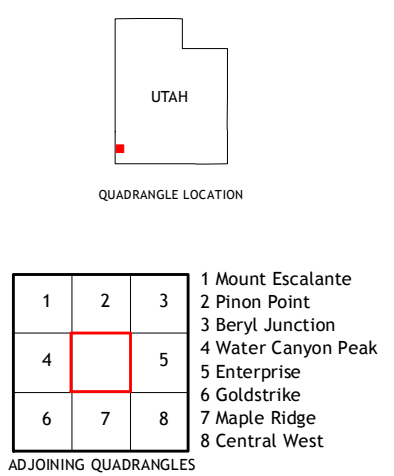 UTAH
QUADRANGLE LOCATION
1 2 3
4 5
6 7 8
1 Mount Escalante
2 Pinon Point
3 Beryl Junction
4 Water Canyon Peak
5 Enterprise
6 Goldstrike
7 Maple Ridge
8 Central West
ADJOINING QUADRANGLES